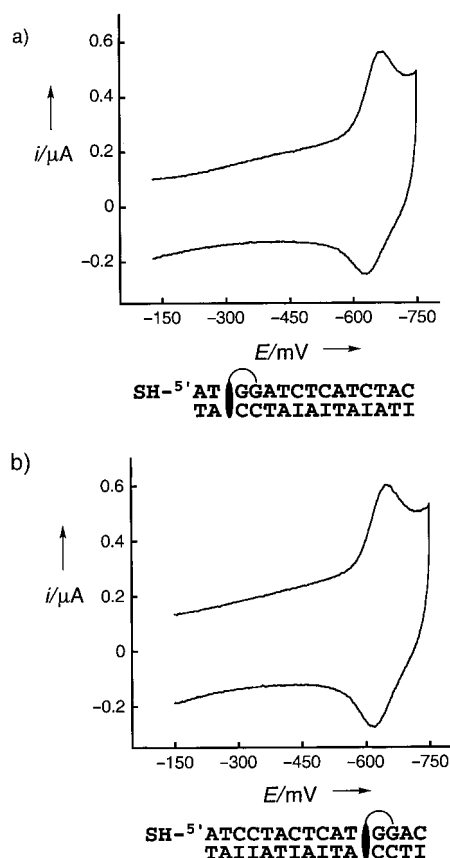 a)
0.6
0.4
i/μA
0.2
0
−0.2
−150 −300 −450 −600 −750
E/mV
SH-5'AT GGATCTCATCTAC
TA CCTAIAITAIATI
b)
0.6
0.4
i/μA
0.2
0
−0.2
−150 −300 −450 −600 −750
E/mV
SH-5'ATCCTACTCAT GGAC
TAIIATIAITA CCTI